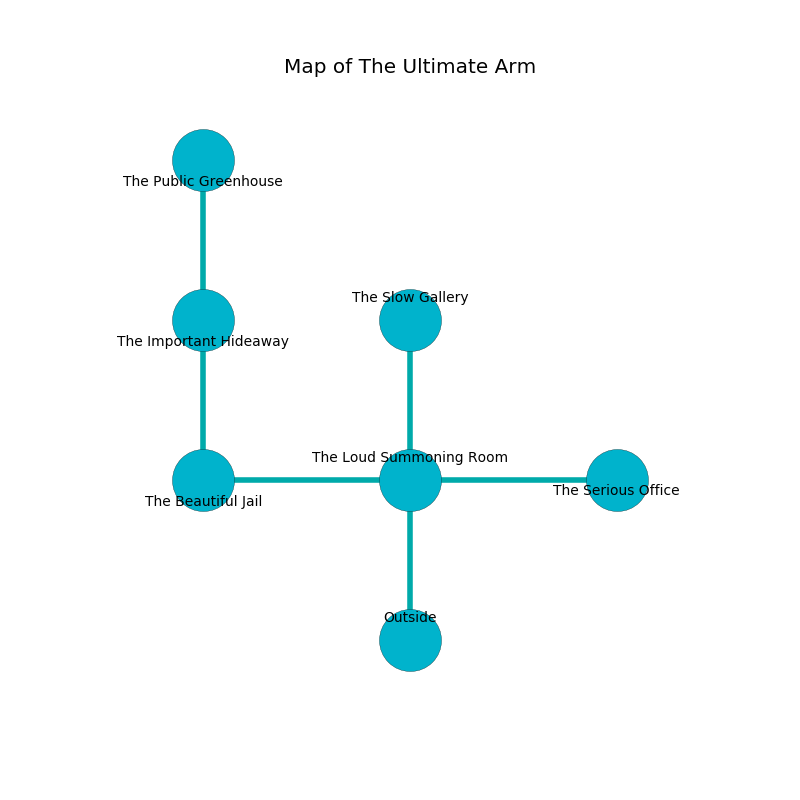 Map of The Ultimate Arm
The Public Greenhouse
The Slow Gallery
The Important Hideaway
The Loud Summoning Room
The Serious Office
The Beautiful Jail
Outside